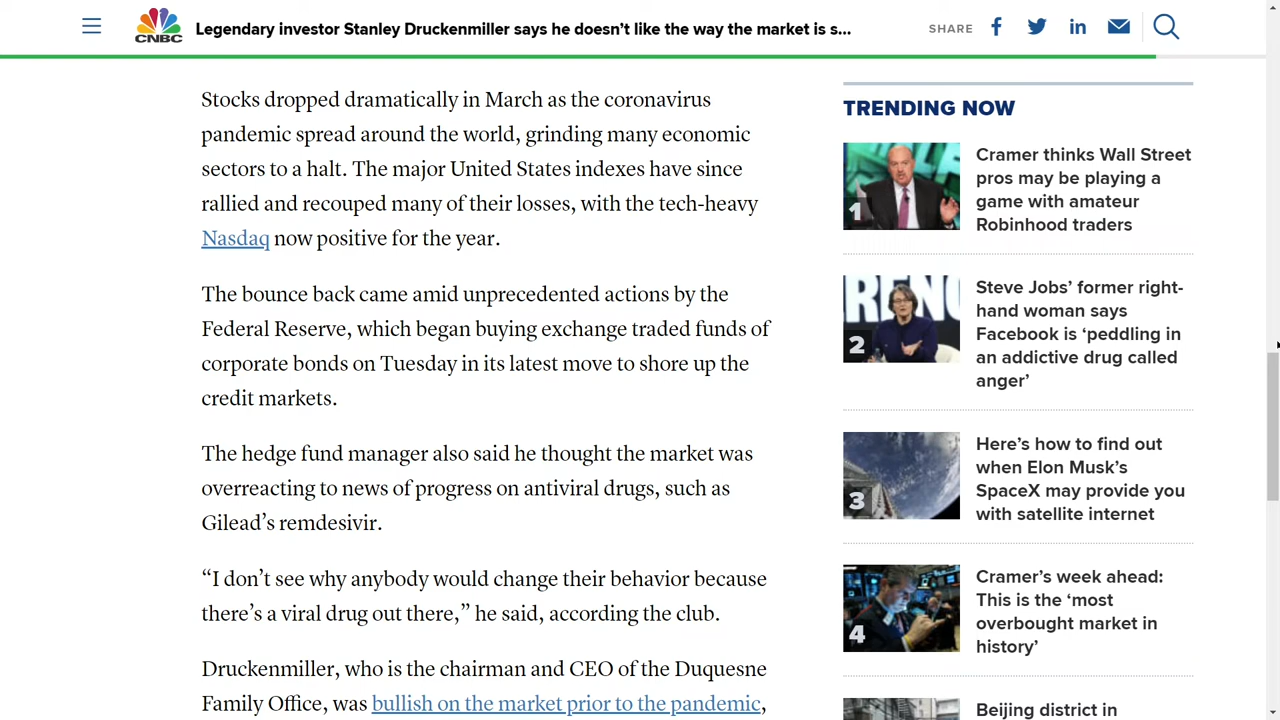 CNBC
Legendary investor Stanley Druckenmiller says he doesn’t like the way the market is s...
SHARE
Stocks dropped dramatically in March as the coronavirus
pandemic spread around the world, grinding many economic
sectors to a halt. The major United States indexes have since
rallied and recouped many of their losses, with the tech-heavy
Nasdaq now positive for the year.
The bounce back came amid unprecedented actions by the
Federal Reserve, which began buying exchange traded funds of
corporate bonds on Tuesday in its latest move to shore up the
credit markets.
The hedge fund manager also said he thought the market was
overreacting to news of progress on antiviral drugs, such as
Gilead’s remdesivir.
“I don’t see why anybody would change their behavior because
there’s a viral drug out there,” he said, according the club.
Druckenmiller, who is the chairman and CEO of the Duquesne
Family Office, was bullish on the market prior to the pandemic,
TRENDING NOW
1
Cramer thinks Wall Street
pros may be playing a
game with amateur
Robinhood traders
2
Steve Jobs’ former right-
hand woman says
Facebook is ‘peddling in
an addictive drug called
anger’
3
Here’s how to find out
when Elon Musk’s
SpaceX may provide you
with satellite internet
4
Cramer’s week ahead:
This is the ‘most
overbought market in
history’
Beijing district in